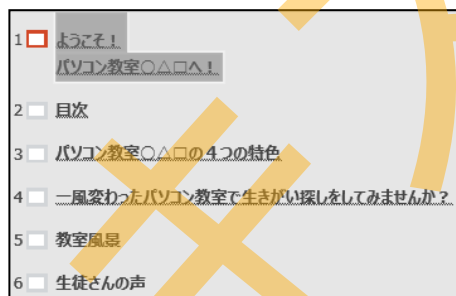 1 ようこそ！
パソコン教室○△□へ！
2 目次
3 パソコン教室○△□の４つの特色
4 一風変わったパソコン教室で生きがい探しをしてみませんか？
5 教室風景
6 生徒さんの声